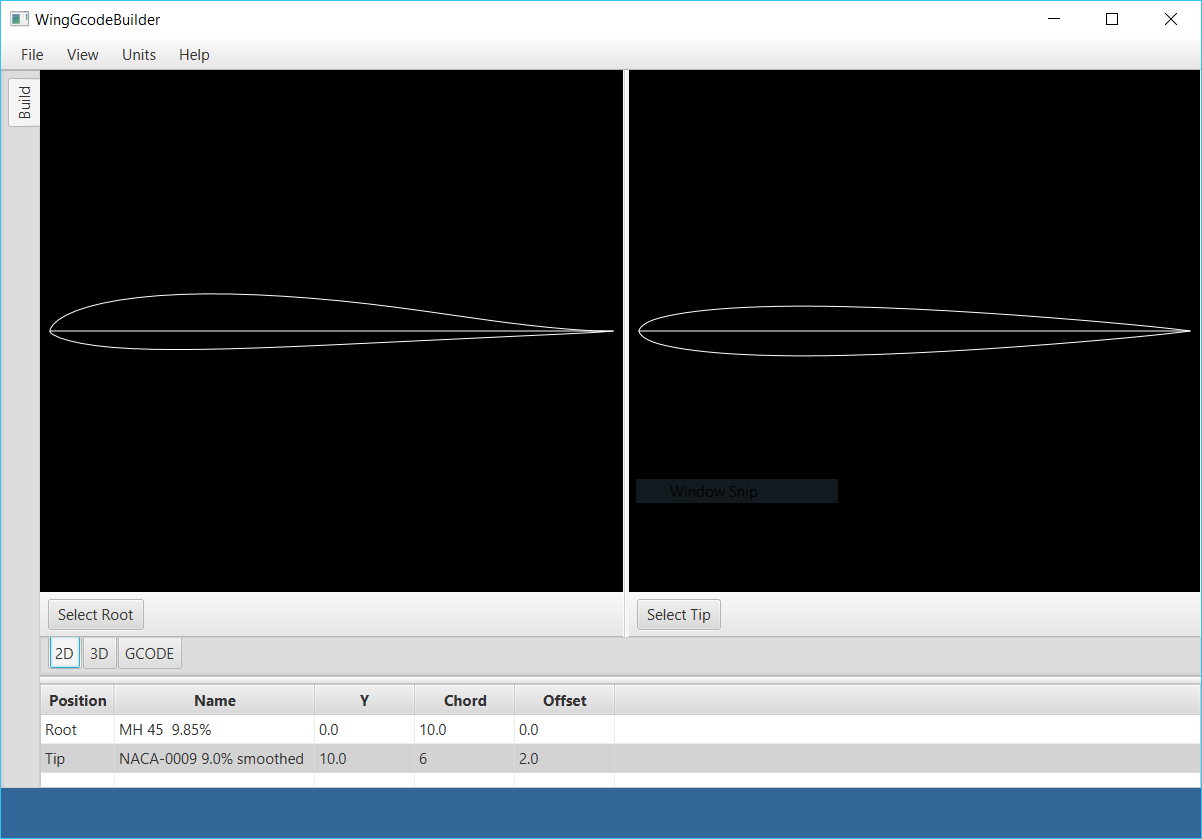 WingGcodeBuilder
File View Units Help
Build
Window Snip
Select Root Select Tip
2D 3D GCODE
Position Name Y Chord Offset
Root MH 45 9.85% 0.0 10.0 0.0
Tip NACA-0009 9.0% smoothed 10.0 6 2.0